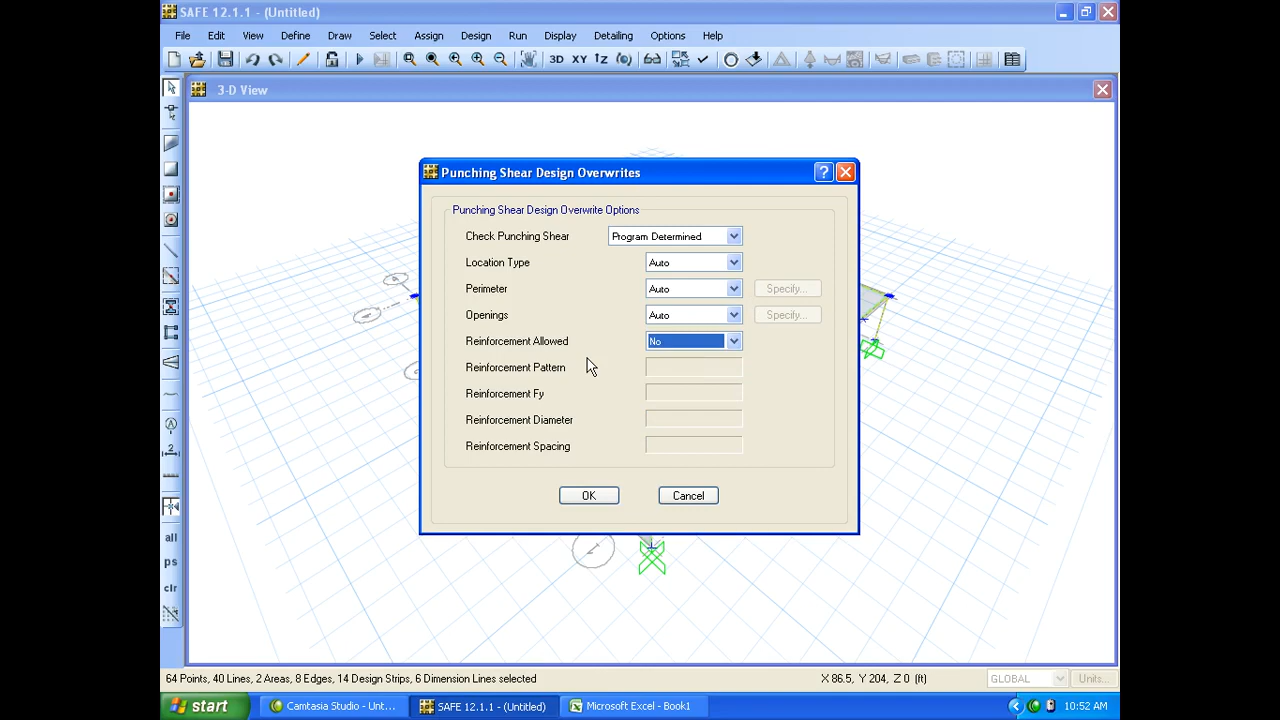 SAFE 12.1.1 - (Untitled)
File Edit View Define Draw Select Assign Design Run Display Detailing Options Help
3D XY
3-D View
Punching Shear Design Overwrites
Punching Shear Design Overwrite Options
Check Punching Shear Program Determined
Location Type Auto
Perimeter Auto Specify...
Openings Auto Specify...
Reinforcement Allowed No
Reinforcement Pattern
Reinforcement Fy
Reinforcement Diameter
Reinforcement Spacing
OK Cancel
all
ps
clr
64 Points, 40 Lines, 2 Areas, 8 Edges, 14 Design Strips, 6 Dimension Lines selected X 86.5, Y 204, Z 0 (ft) GLOBAL Units...
start Camtasia Studio - Unt... SAFE 12.1.1 - (Untitled) Microsoft Excel - Book1 10:52 AM